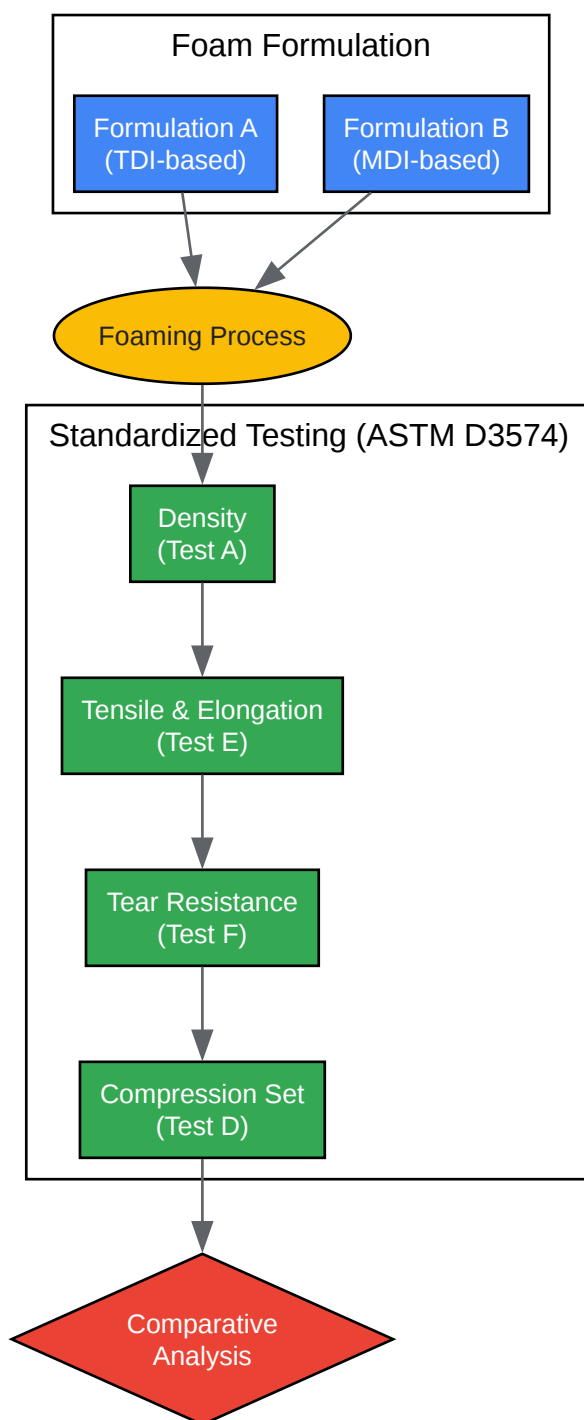 Foam Formulation
Formulation A
(TDI-based)
Formulation B
(MDI-based)
Foaming Process
Standardized Testing (ASTM D3574)
Density
(Test A)
Tensile & Elongation
(Test E)
Tear Resistance
(Test F)
Compression Set
(Test D)
Comparative
Analysis